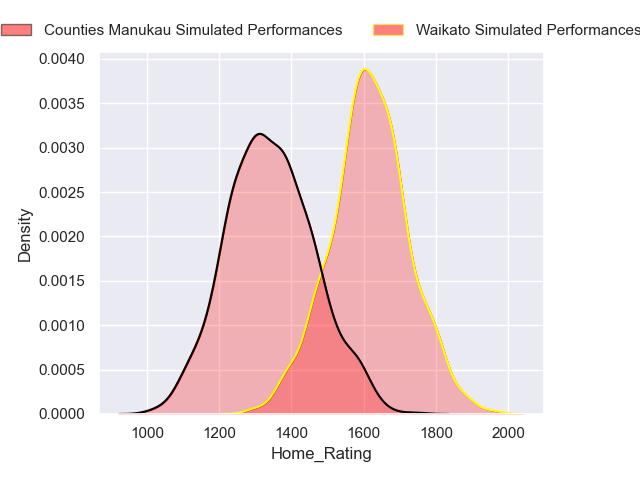 Counties Manukau Simulated Performances
Waikato Simulated Performances
0.0040
0.0035
0.0030
0.0025
0.0020
0.0015
0.0010
0.0005
0.0000
Density
1000 1200 1400 1600 1800 2000
Home_Rating